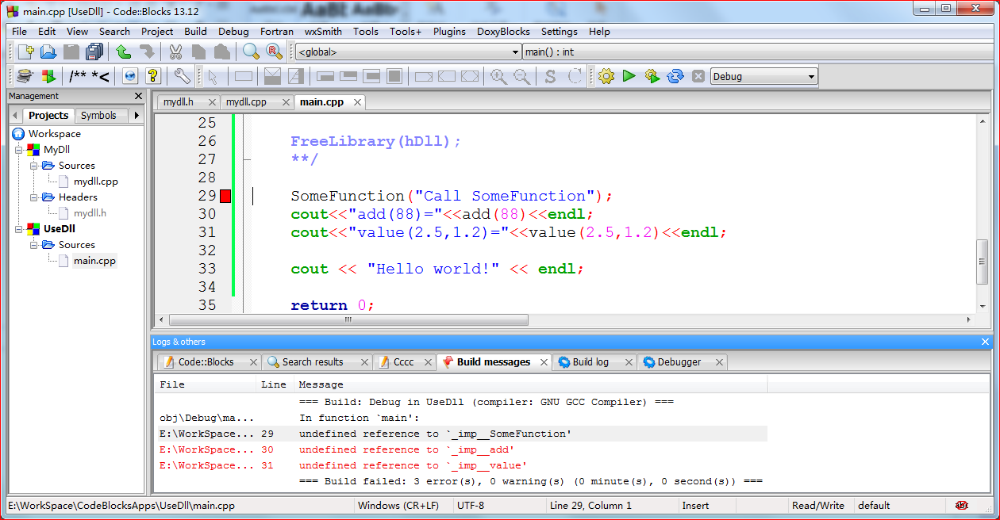 main.cpp [UseDll] - Code::Blocks 13.12
File Edit View Search Project Build Debug Fortran wxSmith Tools Tools+ Plugins DoxyBlocks Settings Help
<global> main() : int
/** *< Debug
Management
Projects Symbols
mydll.h mydll.cpp main.cpp
Workspace
MyDll
Sources
mydll.cpp
Headers
mydll.h
UseDll
Sources
main.cpp
25
26 FreeLibrary(hDll);
27 **/
28
29 SomeFunction("Call SomeFunction");
30 cout<<"add(88)="<<add(88)<<endl;
31 cout<<"value(2.5,1.2)="<<value(2.5,1.2)<<endl;
32
33 cout << "Hello world!" << endl;
34
35 return 0;
Logs & others
Code::Blocks Search results Cccc Build messages Build log Debugger
File Line Message
=== Build: Debug in UseDll (compiler: GNU GCC Compiler) ===
obj\Debug\ma... In function `main':
E:\WorkSpace... 29 undefined reference to `_imp__SomeFunction'
E:\WorkSpace... 30 undefined reference to `_imp__add'
E:\WorkSpace... 31 undefined reference to `_imp__value'
=== Build failed: 3 error(s), 0 warning(s) (0 minute(s), 0 second(s)) ===
E:\WorkSpace\CodeBlocksApps\UseDll\main.cpp Windows (CR+LF) UTF-8 Line 29, Column 1 Insert Read/Write default